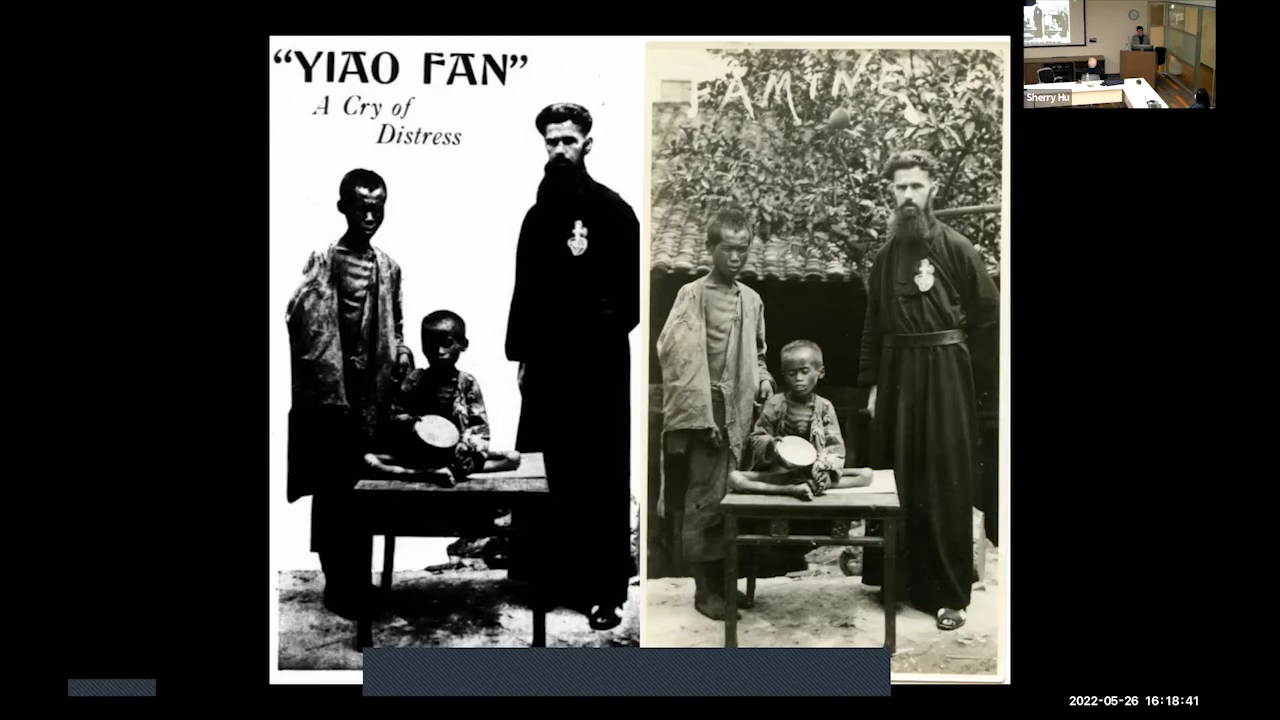 “YIAO FAN”
A Cry of
Distress
FAMINE
Sherry Hu
2022-05-26 16:18:41